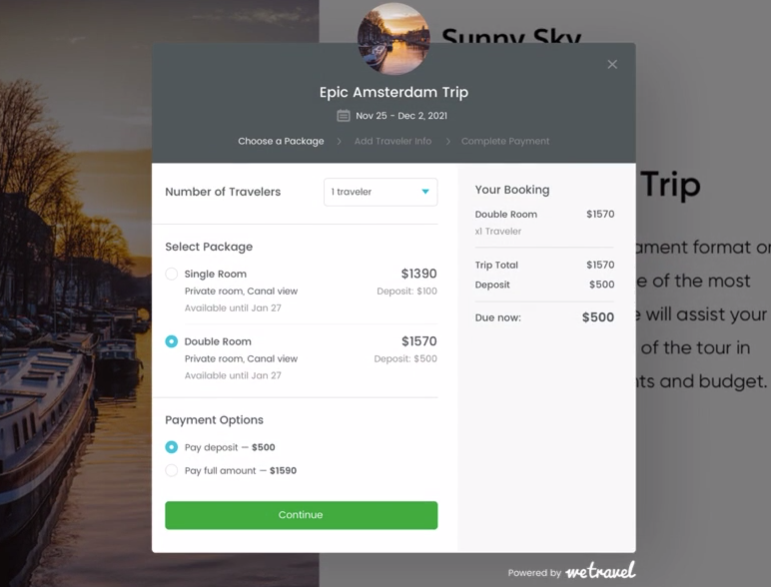 Sunny Sky
Epic Amsterdam Trip
Nov 25 - Dec 2, 2021
Choose a Package > Add Traveler Info > Complete Payment
Number of Travelers
1 traveler
Select Package
Single Room $1390
Private room, Canal view Deposit: $100
Available until Jan 27
Double Room $1570
Private room, Canal view Deposit: $500
Available until Jan 27
Payment Options
Pay deposit — $500
Pay full amount — $1590
Continue
Your Booking
Double Room $1570
x1 Traveler
Trip Total $1570
Deposit $500
Due now: $500
Trip
format or
e of the most
will assist your
of the tour in
and budget.
Powered by wetravel